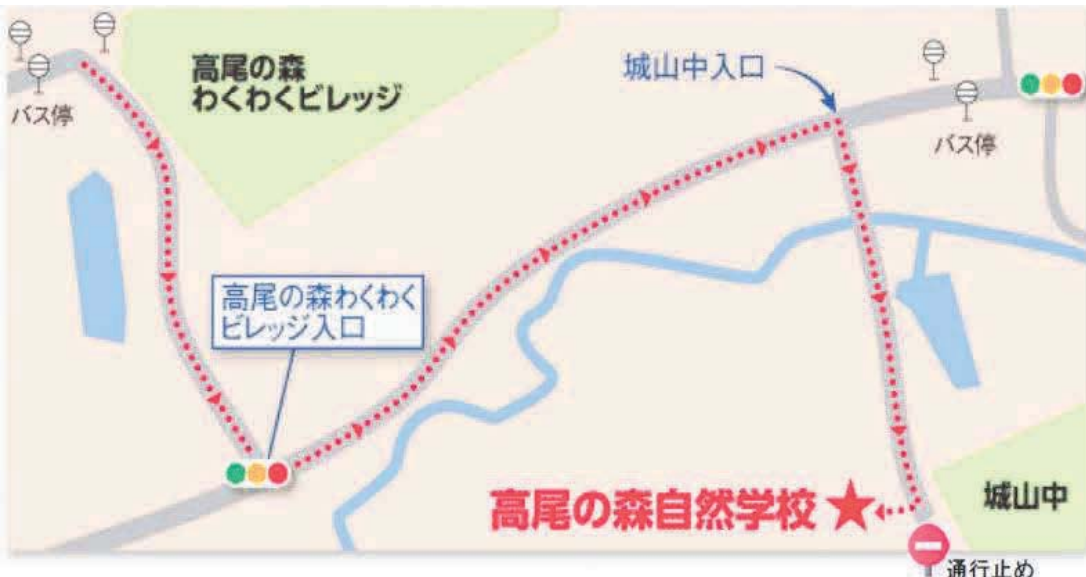 高尾の森
わくわくビレッジ
城山中入口
バス停
バス停
高尾の森わくわく
ビレッジ入口
高尾の森自然学校
城山中
通行止め